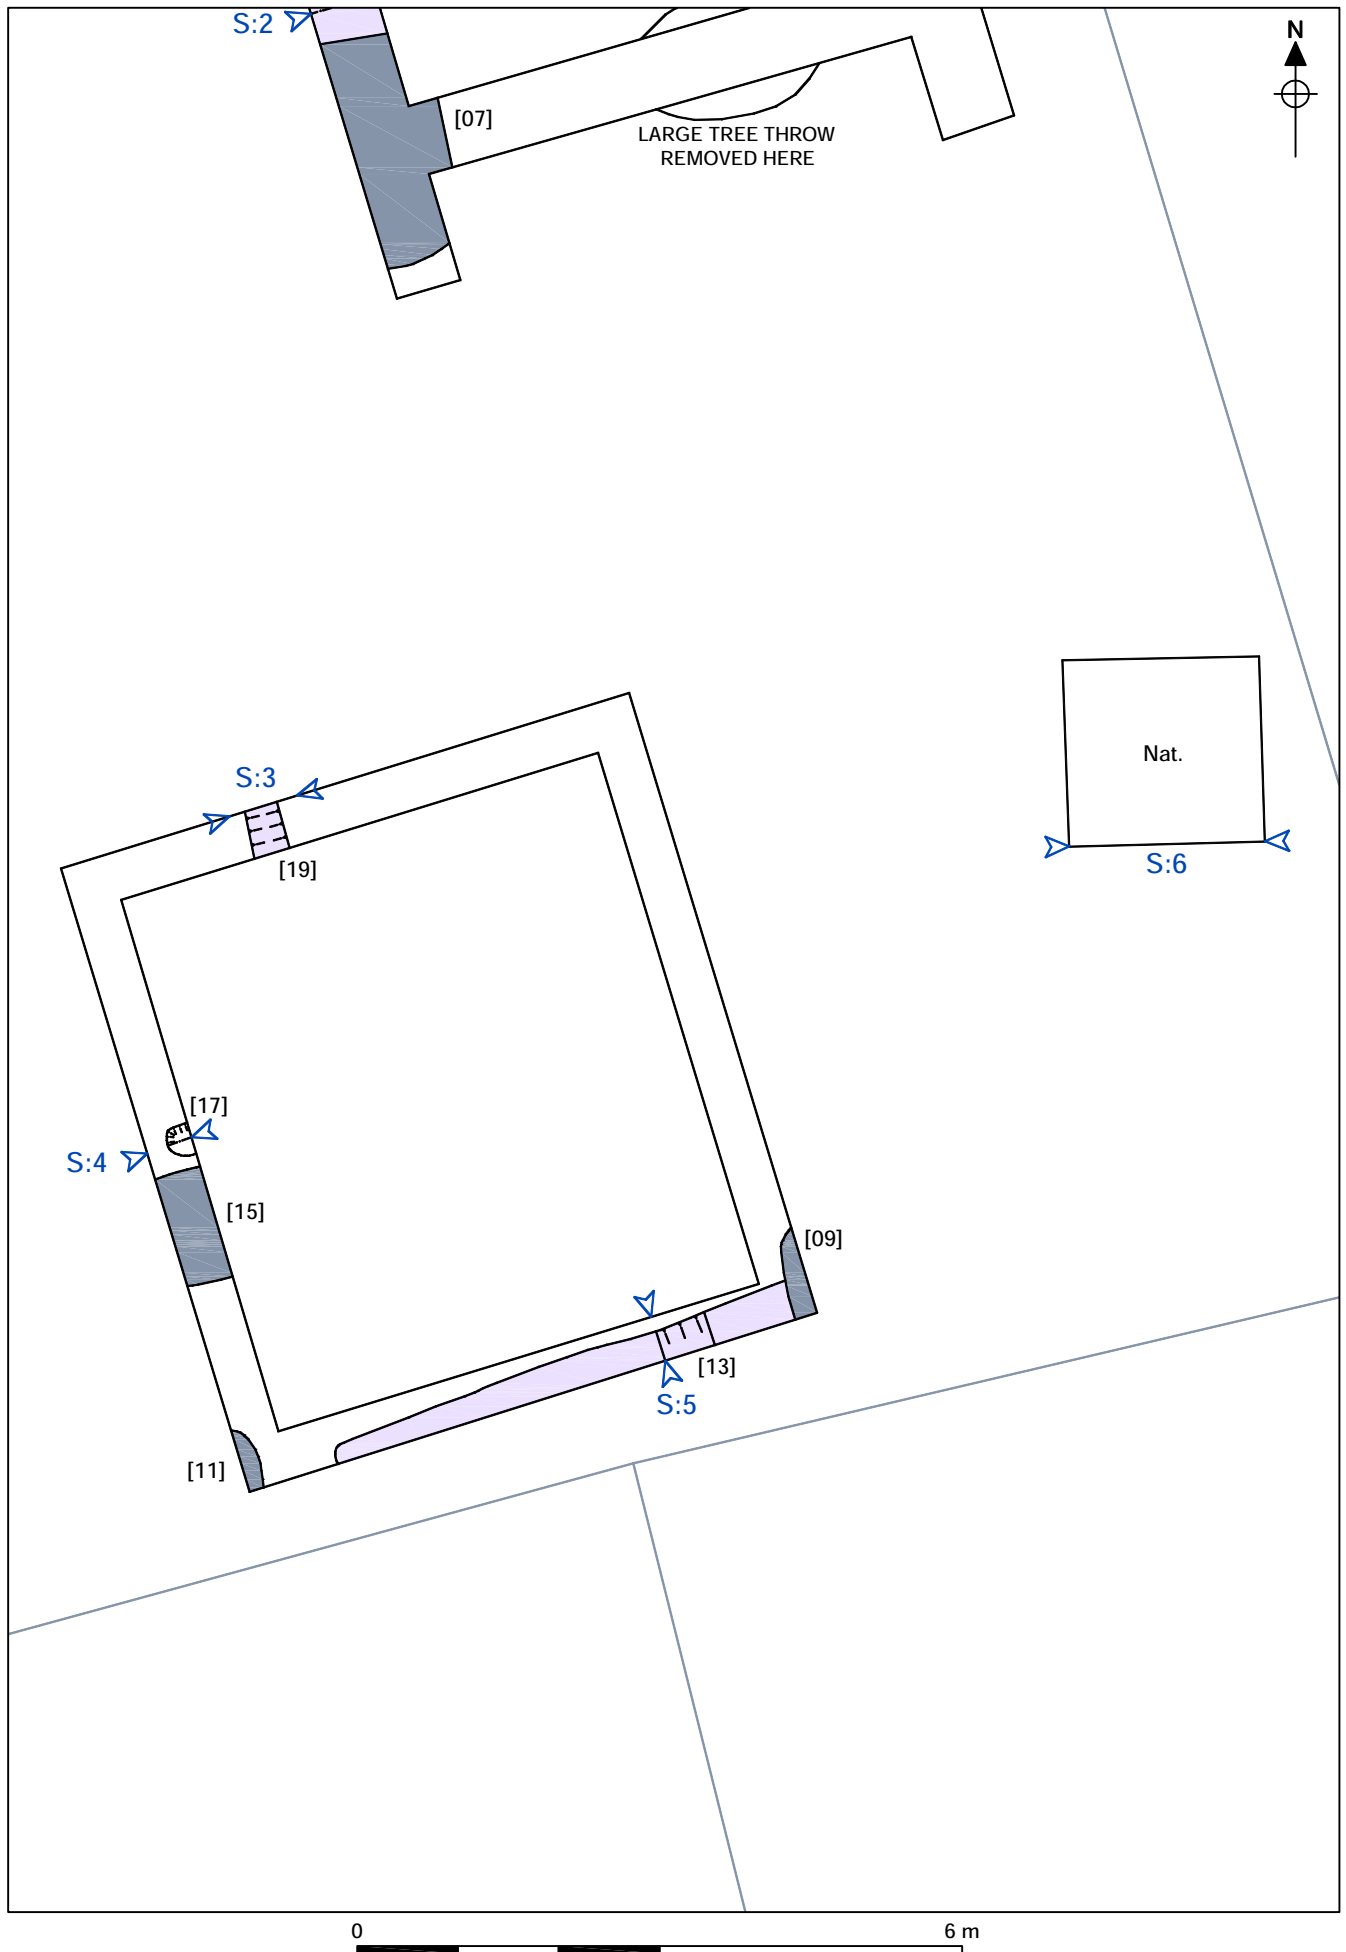 S:2
N
[07]
LARGE TREE THROW
REMOVED HERE
Nat.
S:3
S:6
[19]
[17]
S:4
[15]
[09]
[13]
S:5
[11]
0
6 m